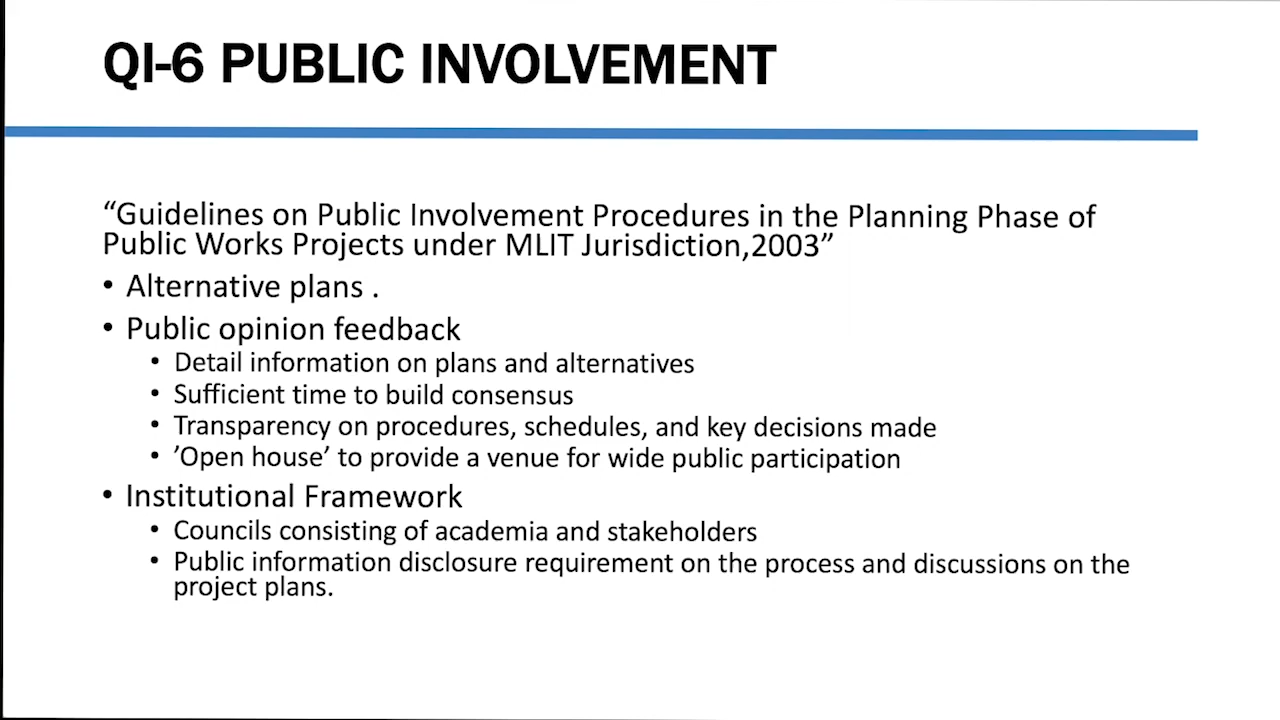 QI-6 PUBLIC INVOLVEMENT
“Guidelines on Public Involvement Procedures in the Planning Phase of
Public Works Projects under MLIT Jurisdiction,2003”
• Alternative plans .
• Public opinion feedback
• Detail information on plans and alternatives
• Sufficient time to build consensus
• Transparency on procedures, schedules, and key decisions made
• ’Open house’ to provide a venue for wide public participation
• Institutional Framework
• Councils consisting of academia and stakeholders
• Public information disclosure requirement on the process and discussions on the
project plans.